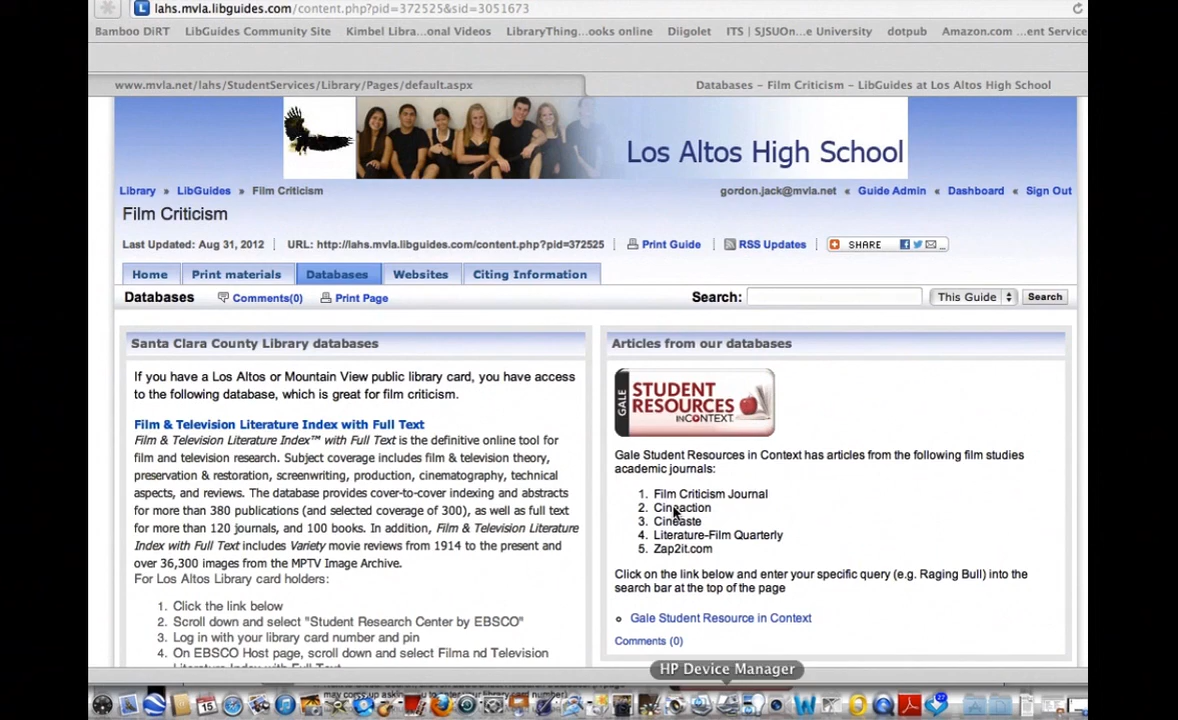 lahs.mvla.libguides.com/content.php?pid=372525&sid=3051673
Bamboo DiRT LibGuides Community Site Kimbel Libra...onal Videos LibraryThing...ooks online Diigolet ITS | SJSUOn...e University dotpub Amazon.com ...ent Service
www.mvla.net/lahs/StudentServices/Library/Pages/default.aspx Databases - Film Criticism - LibGuides at Los Altos High School
Los Altos High School
Library » LibGuides » Film Criticism gordon.jack@mvla.net « Guide Admin « Dashboard « Sign Out
Film Criticism
Last Updated: Aug 31, 2012 URL: http://lahs.mvla.libguides.com/content.php?pid=372525 Print Guide RSS Updates SHARE
Home Print materials Databases Websites Citing Information
Databases Comments(0) Print Page Search: This Guide Search
Santa Clara County Library databases
If you have a Los Altos or Mountain View public library card, you have access
to the following database, which is great for film criticism.
Film & Television Literature Index with Full Text
Film & Television Literature Index™ with Full Text is the definitive online tool for
film and television research. Subject coverage includes film & television theory,
preservation & restoration, screenwriting, production, cinematography, technical
aspects, and reviews. The database provides cover-to-cover indexing and abstracts
for more than 380 publications (and selected coverage of 300), as well as full text
for more than 120 journals, and 100 books. In addition, Film & Television Literature
Index with Full Text includes Variety movie reviews from 1914 to the present and
over 36,300 images from the MPTV Image Archive.
For Los Altos Library card holders:
1. Click the link below
2. Scroll down and select "Student Research Center by EBSCO"
3. Log in with your library card number and pin
4. On EBSCO Host page, scroll down and select Filma nd Television
Literature Index with Full Text
Articles from our databases
GALE
STUDENT
RESOURCES
IN CONTEXT
Gale Student Resources in Context has articles from the following film studies
academic journals:
1. Film Criticism Journal
2. Cineaction
3. Cineaste
4. Literature-Film Quarterly
5. Zap2it.com
Click on the link below and enter your specific query (e.g. Raging Bull) into the
search bar at the top of the page
Gale Student Resource in Context
Comments (0)
HP Device Manager
15
27